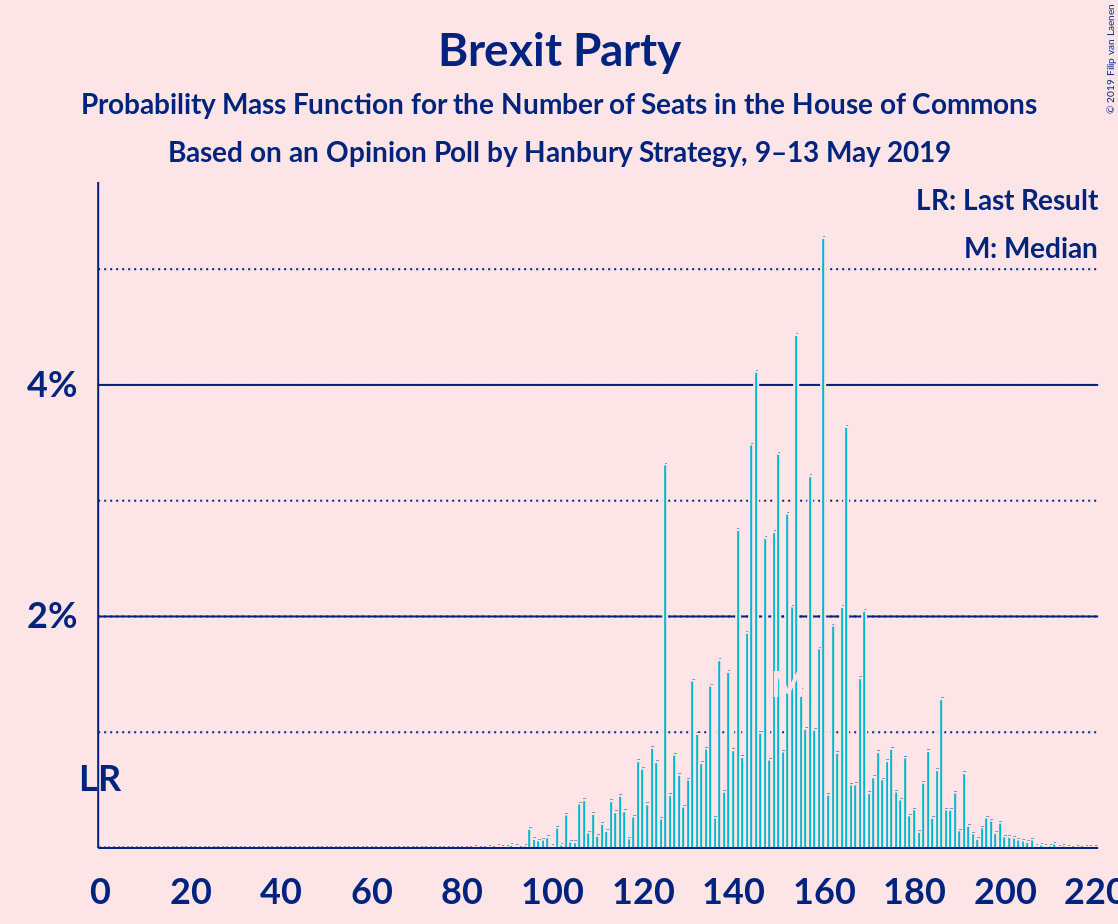 Brexit Party
Probability Mass Function for the Number of Seats in the House of Commons
Based on an Opinion Poll by Hanbury Strategy, 9–13 May 2019
© 2019 Filip van Laenen
LR: Last Result
M: Median
4%
2%
LR
M
0 20 40 60 80 100 120 140 160 180 200 220